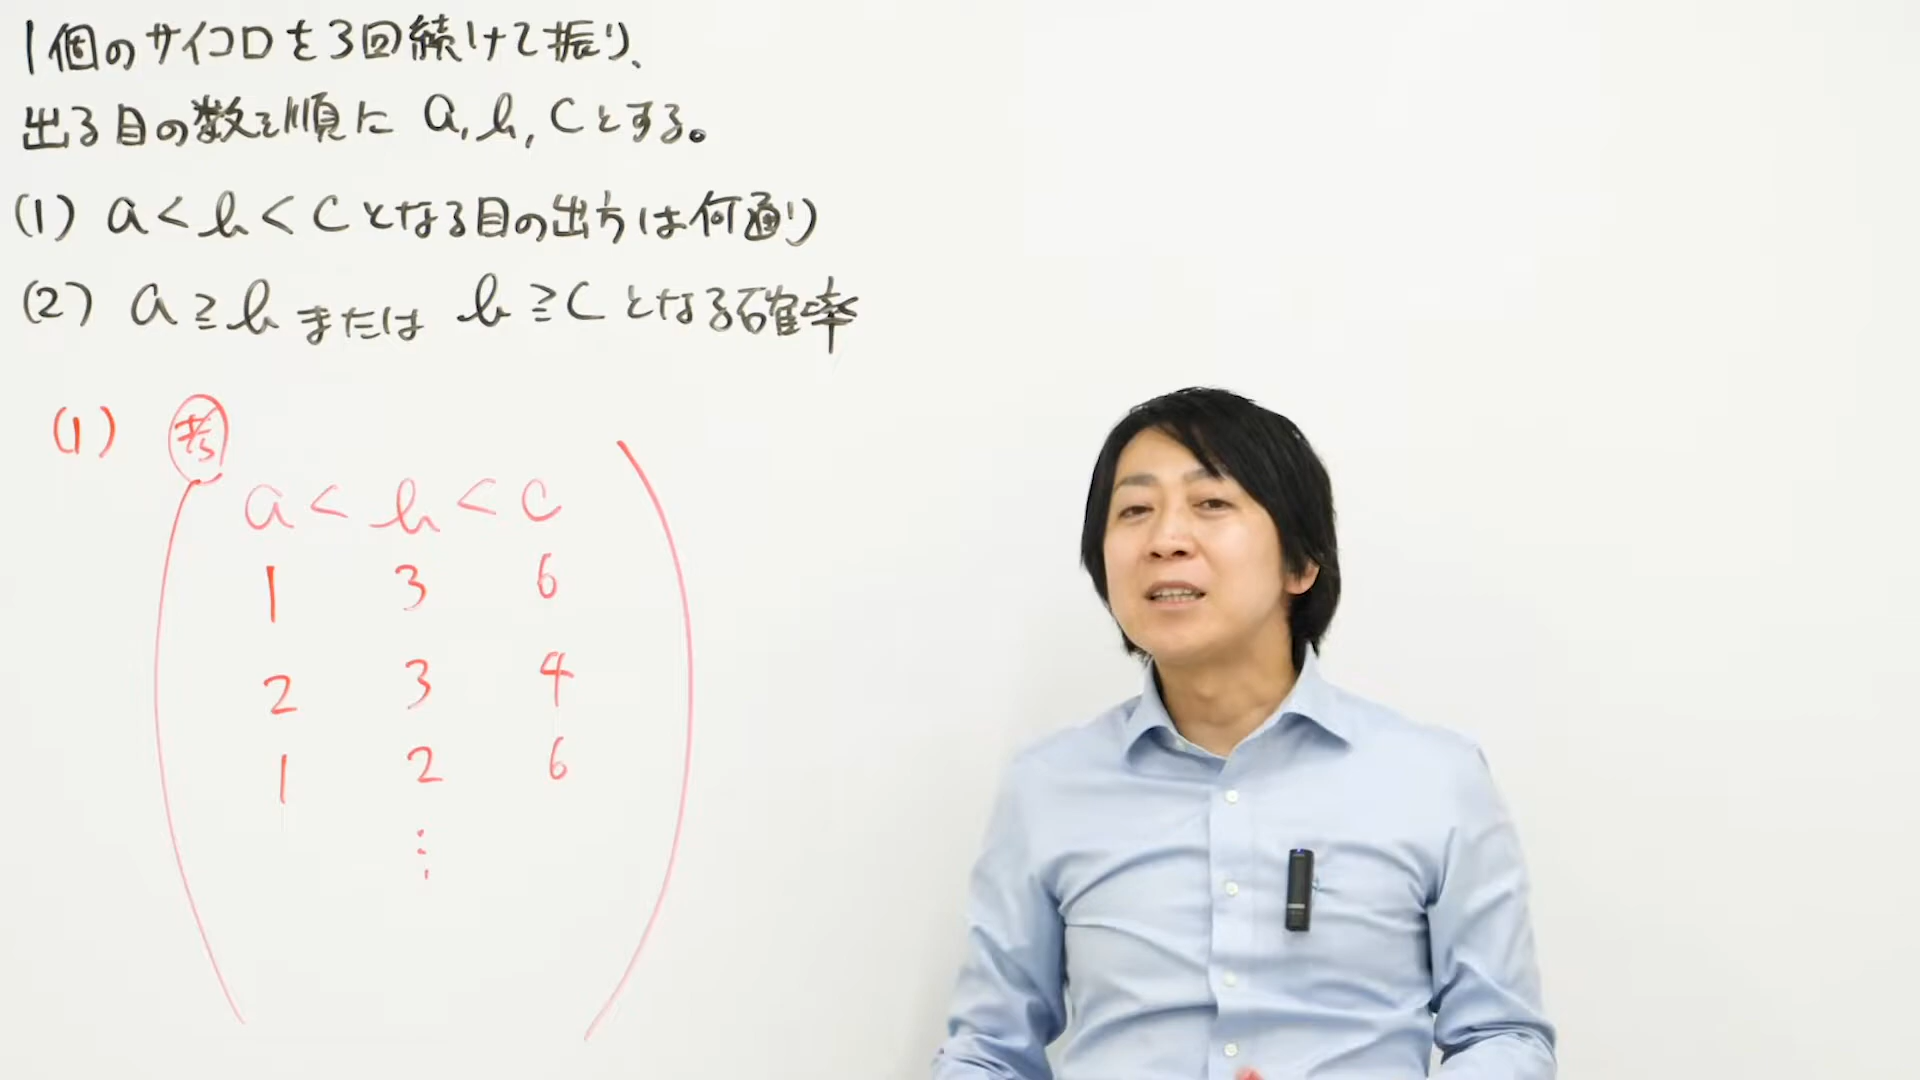 1個のサイコロを3回続けて振り、
出る目の数を順に a, b, c とする。
(1) a < b < c となる目の出方は何通り
(2) a ≧ b または b ≧ c となる確率
(1) 考
a < b < c
1 3 6
2 3 4
1 2 6
⋮